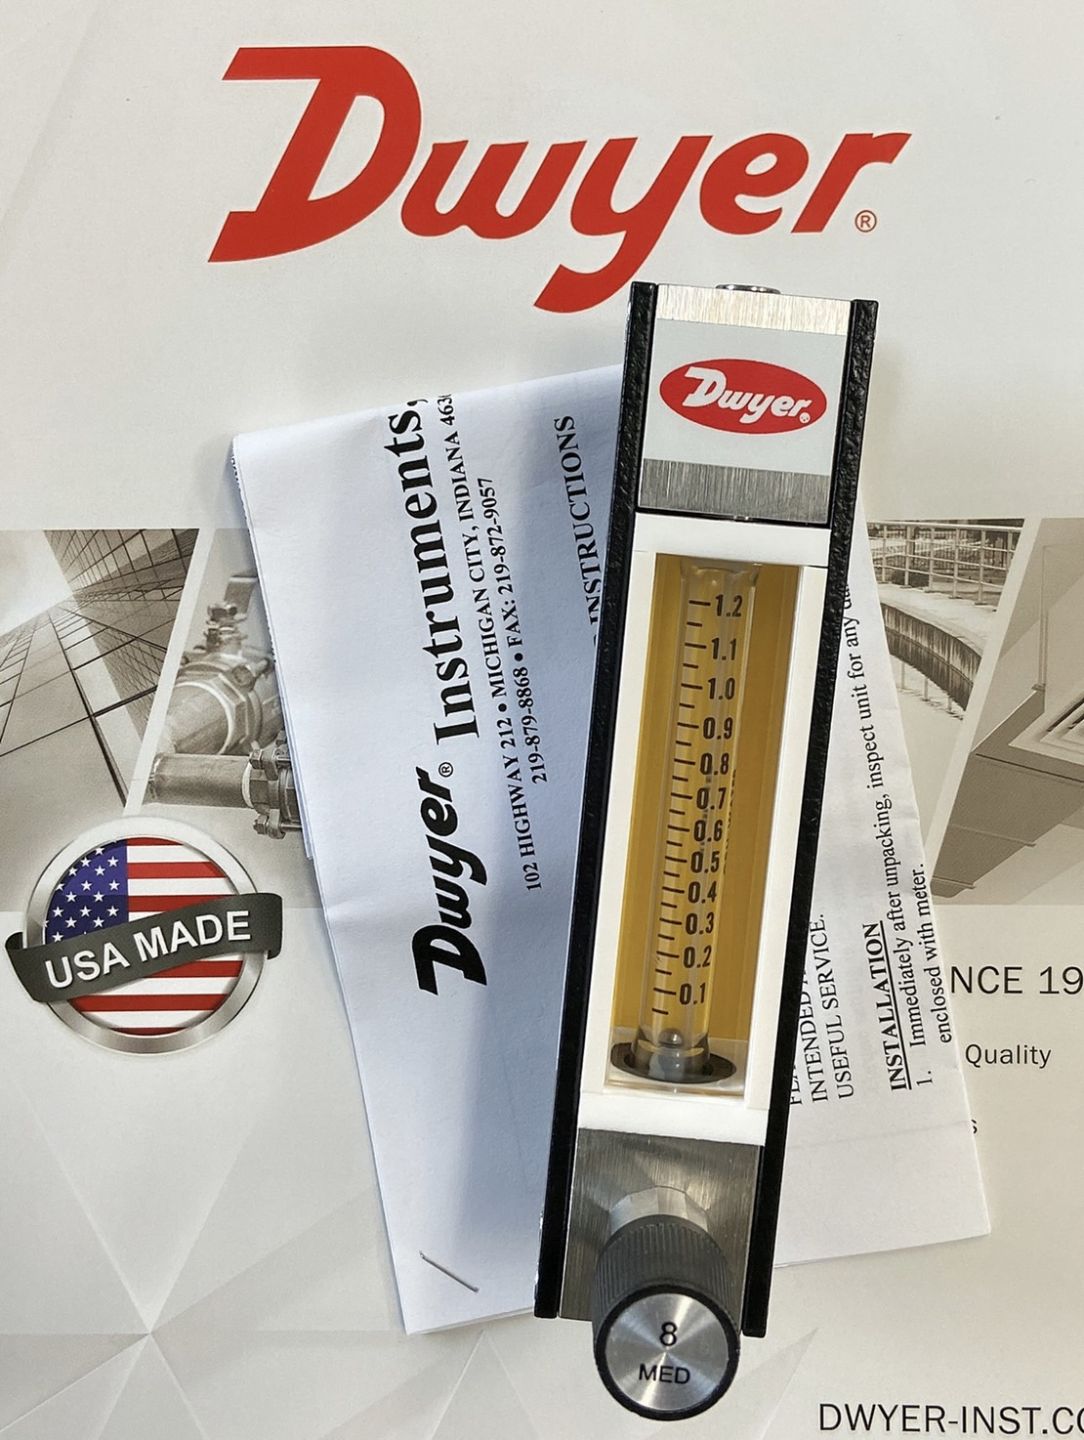 Dwyer®
Dwyer®
Dwyer® Instruments,
102 HIGHWAY 212 • MICHIGAN CITY, INDIANA 463
219-879-8868 • FAX: 219-872-9057
INSTRUCTIONS
1.2
1.1
1.0
0.9
0.8
0.7
0.6
0.5
0.4
0.3
0.2
0.1
INTENDED
USEFUL SERVICE.
INSTALLATION
1. Immediately after unpacking, inspect unit for any
enclosed with meter.
USA MADE
NCE 19
Quality
8
MED
DWYER-INST.CO